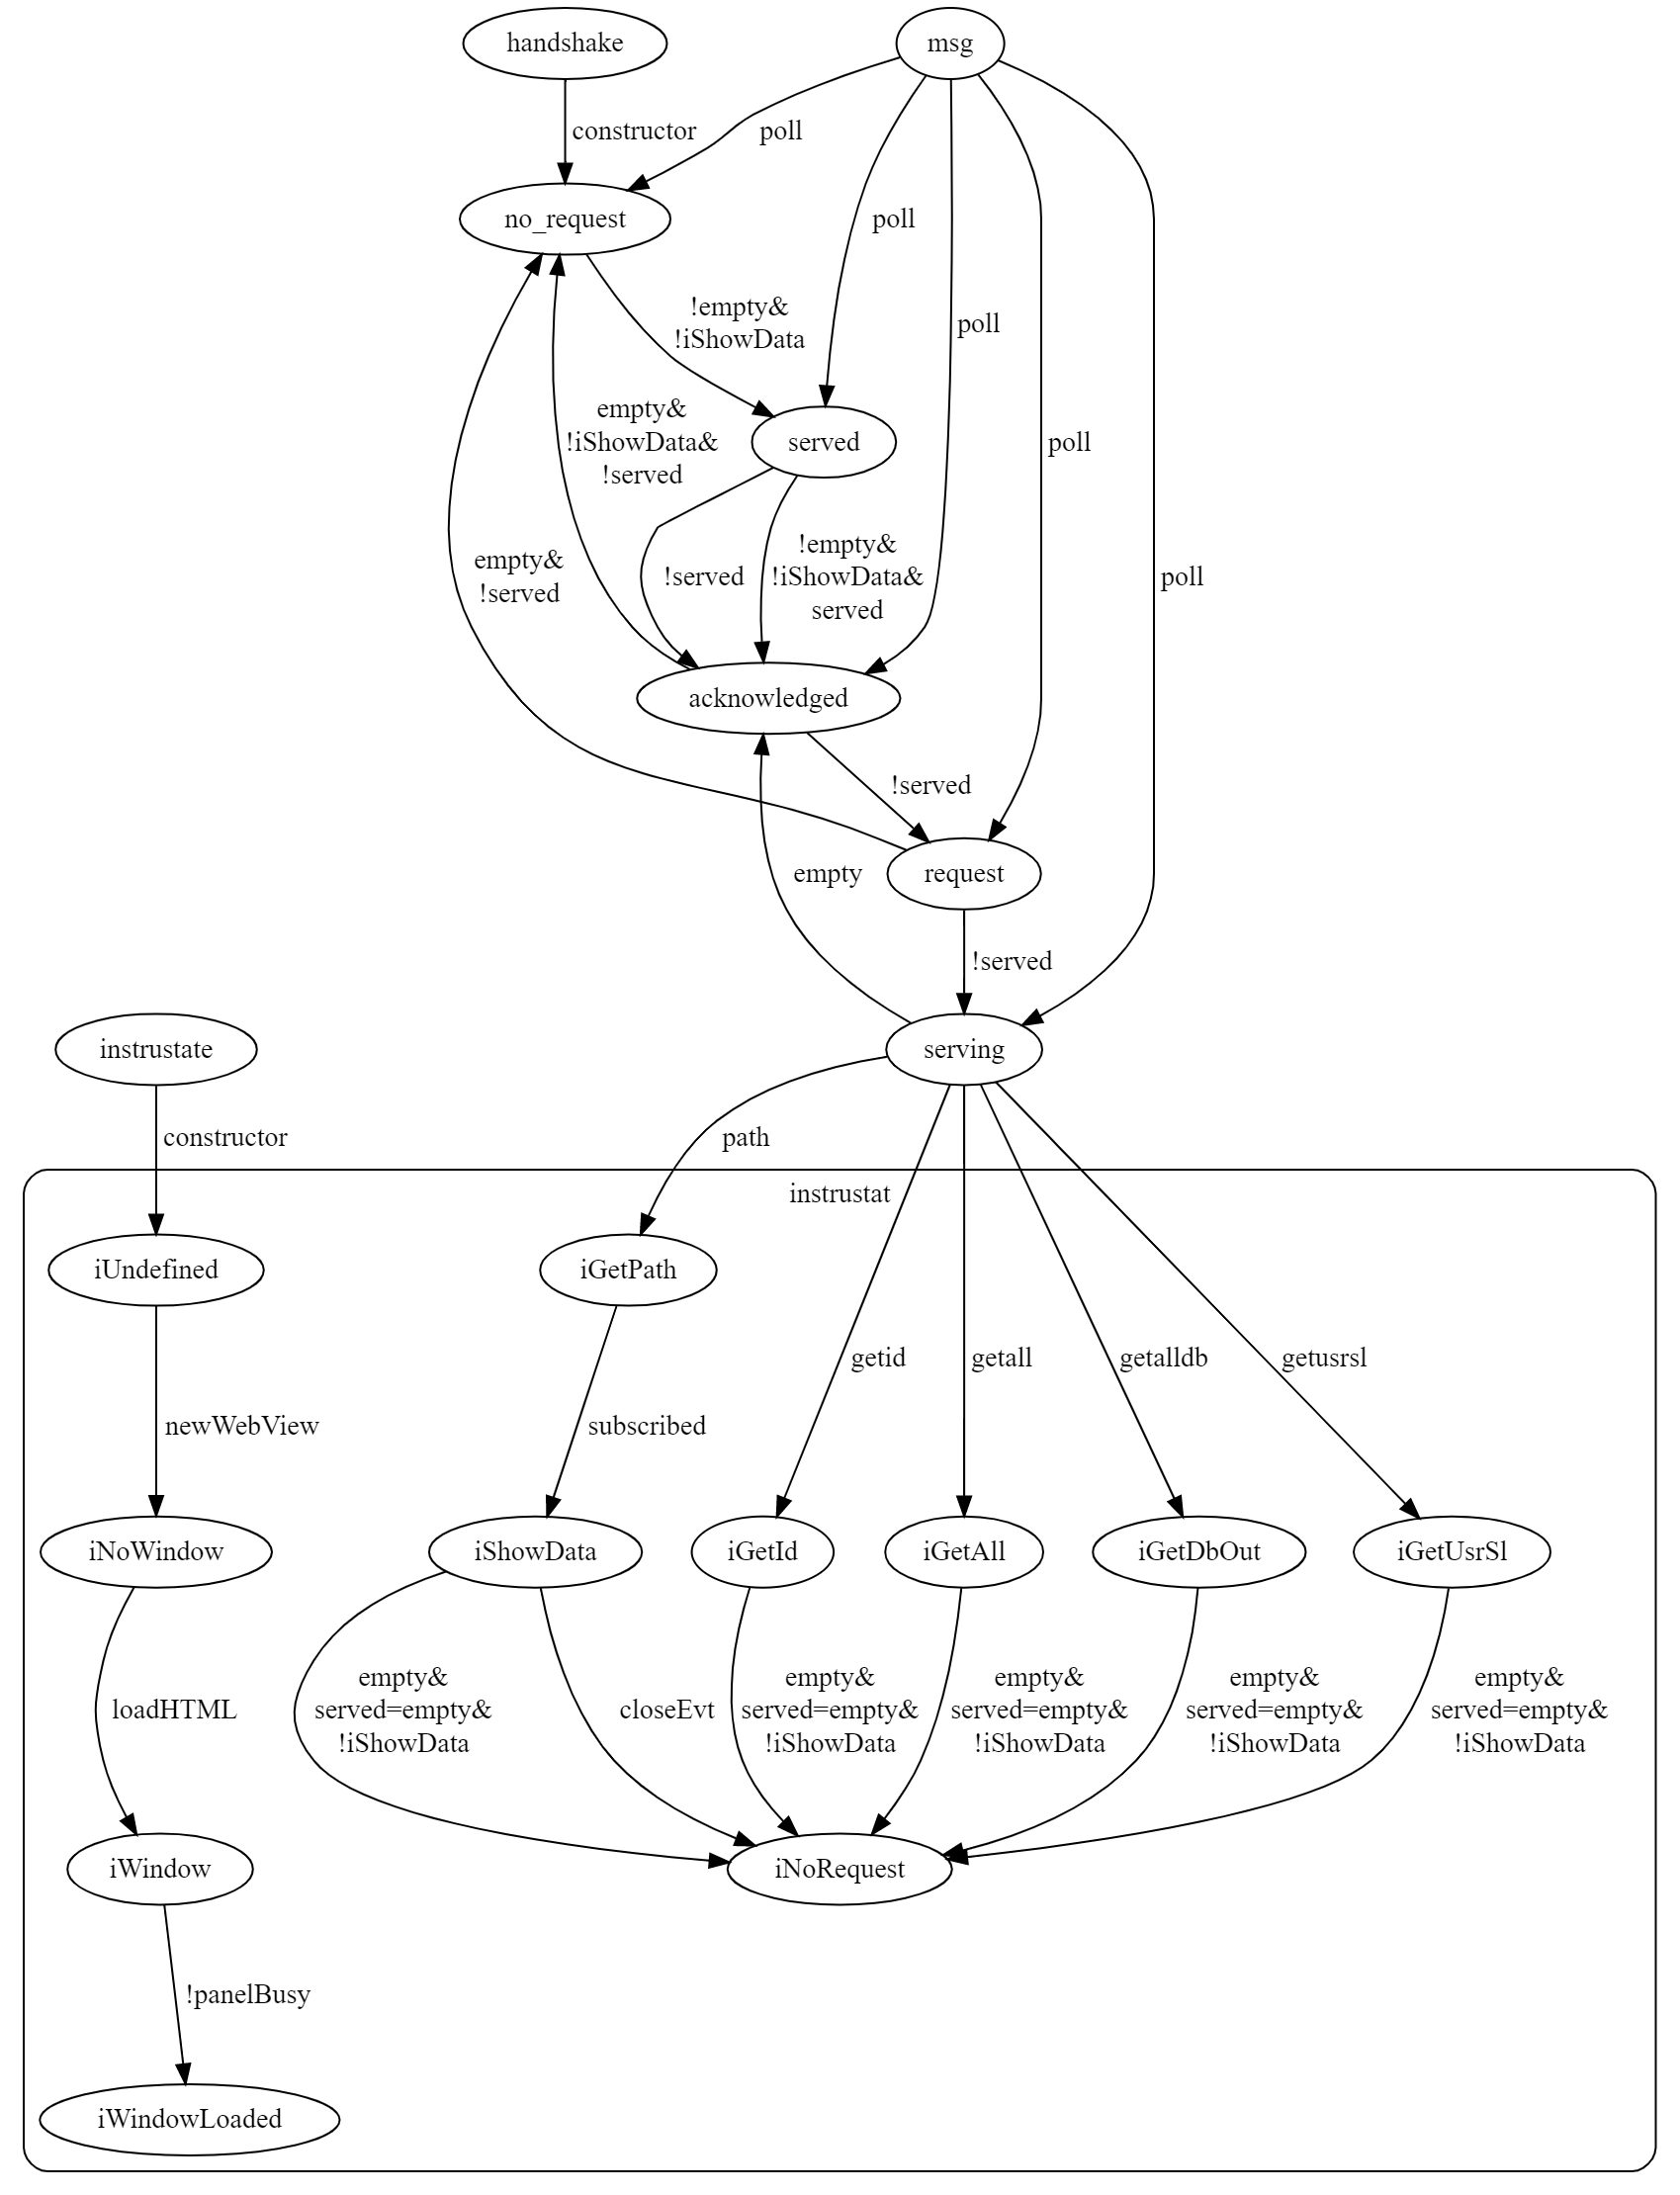 handshake
msg
constructor
poll
no_request
poll
!empty&
!iShowData
poll
empty&
!iShowData&
!served
served
poll
empty&
!served
!served
!empty&
!iShowData&
served
poll
acknowledged
!served
empty
request
!served
instrustate
serving
constructor
path
instrustat
iUndefined
iGetPath
getid
getall
getalldb
getusrsl
newWebView
subscribed
iNoWindow
iShowData
iGetId
iGetAll
iGetDbOut
iGetUsrSl
loadHTML
empty&
served=empty&
!iShowData
closeEvt
empty&
served=empty&
!iShowData
empty&
served=empty&
!iShowData
empty&
served=empty&
!iShowData
empty&
served=empty&
!iShowData
iWindow
iNoRequest
!panelBusy
iWindowLoaded